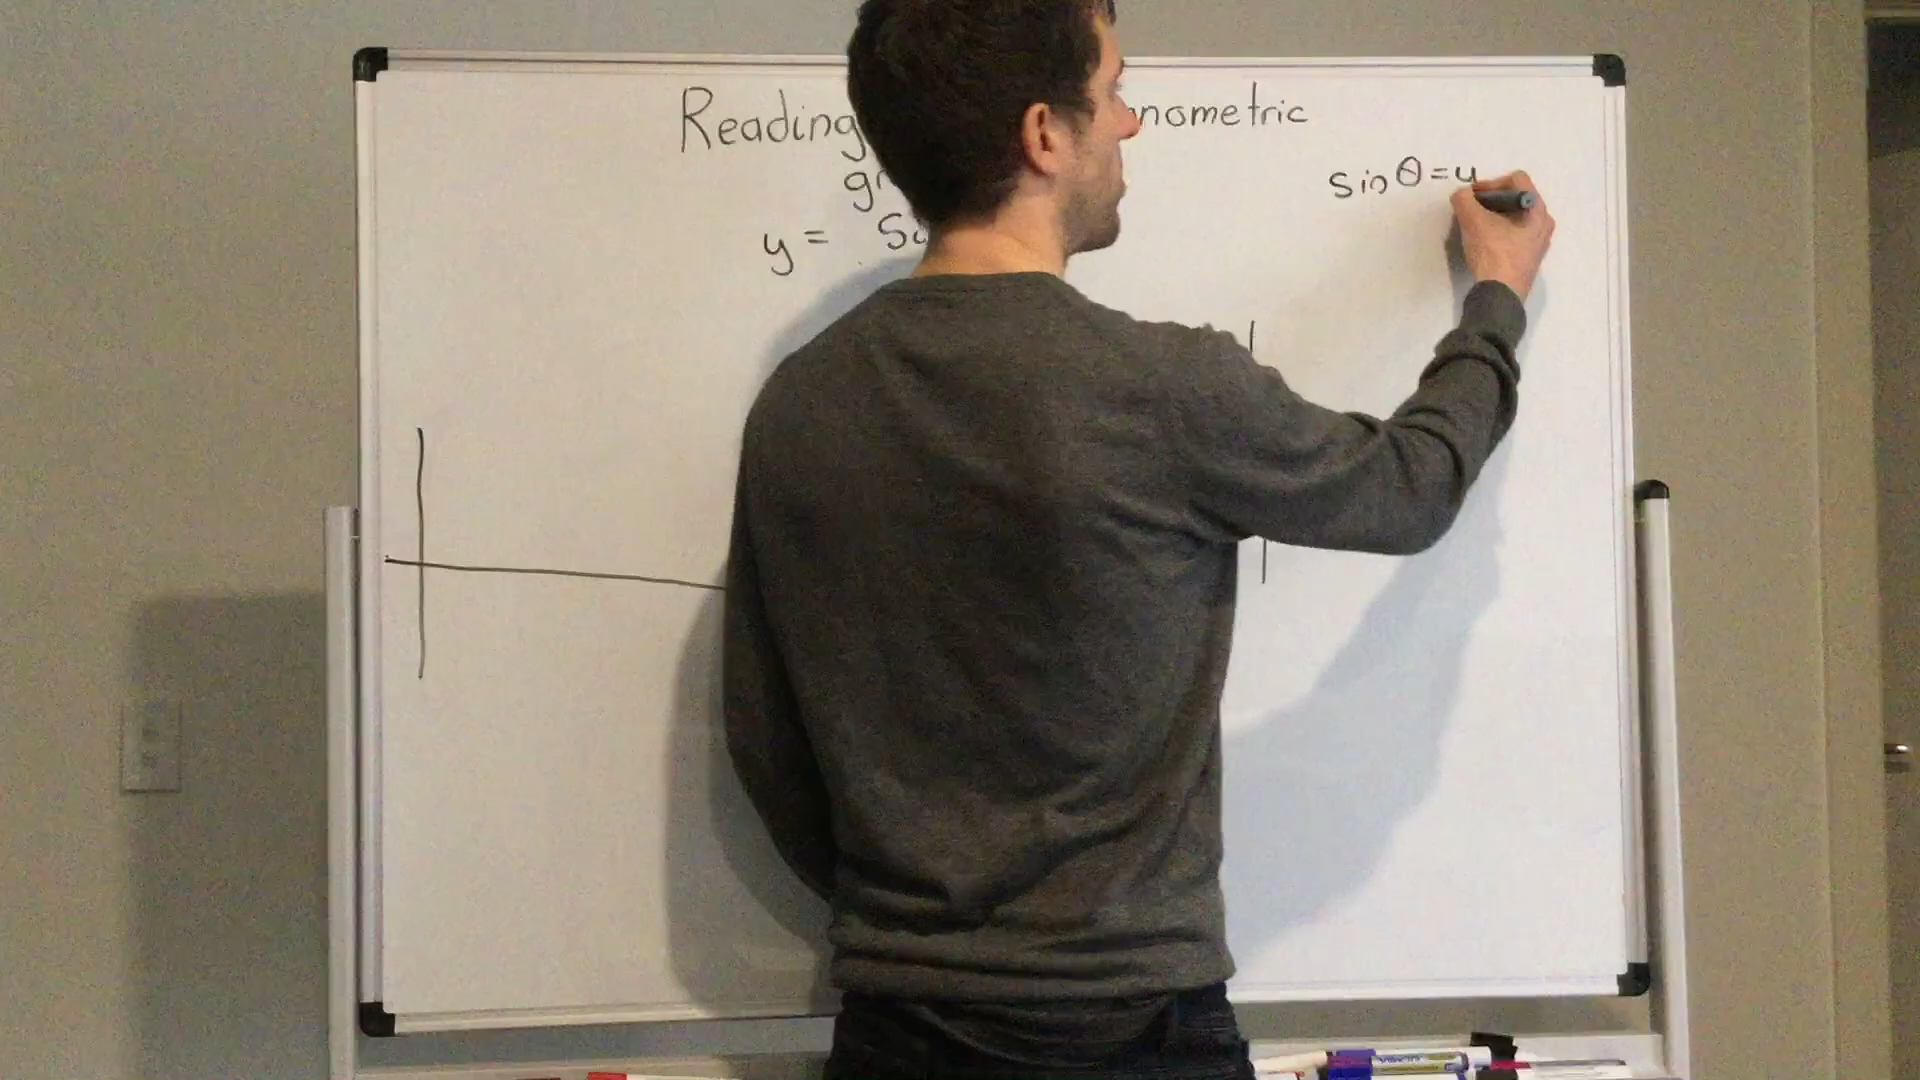 Reading nometric
gr
sin θ = y
y = Si